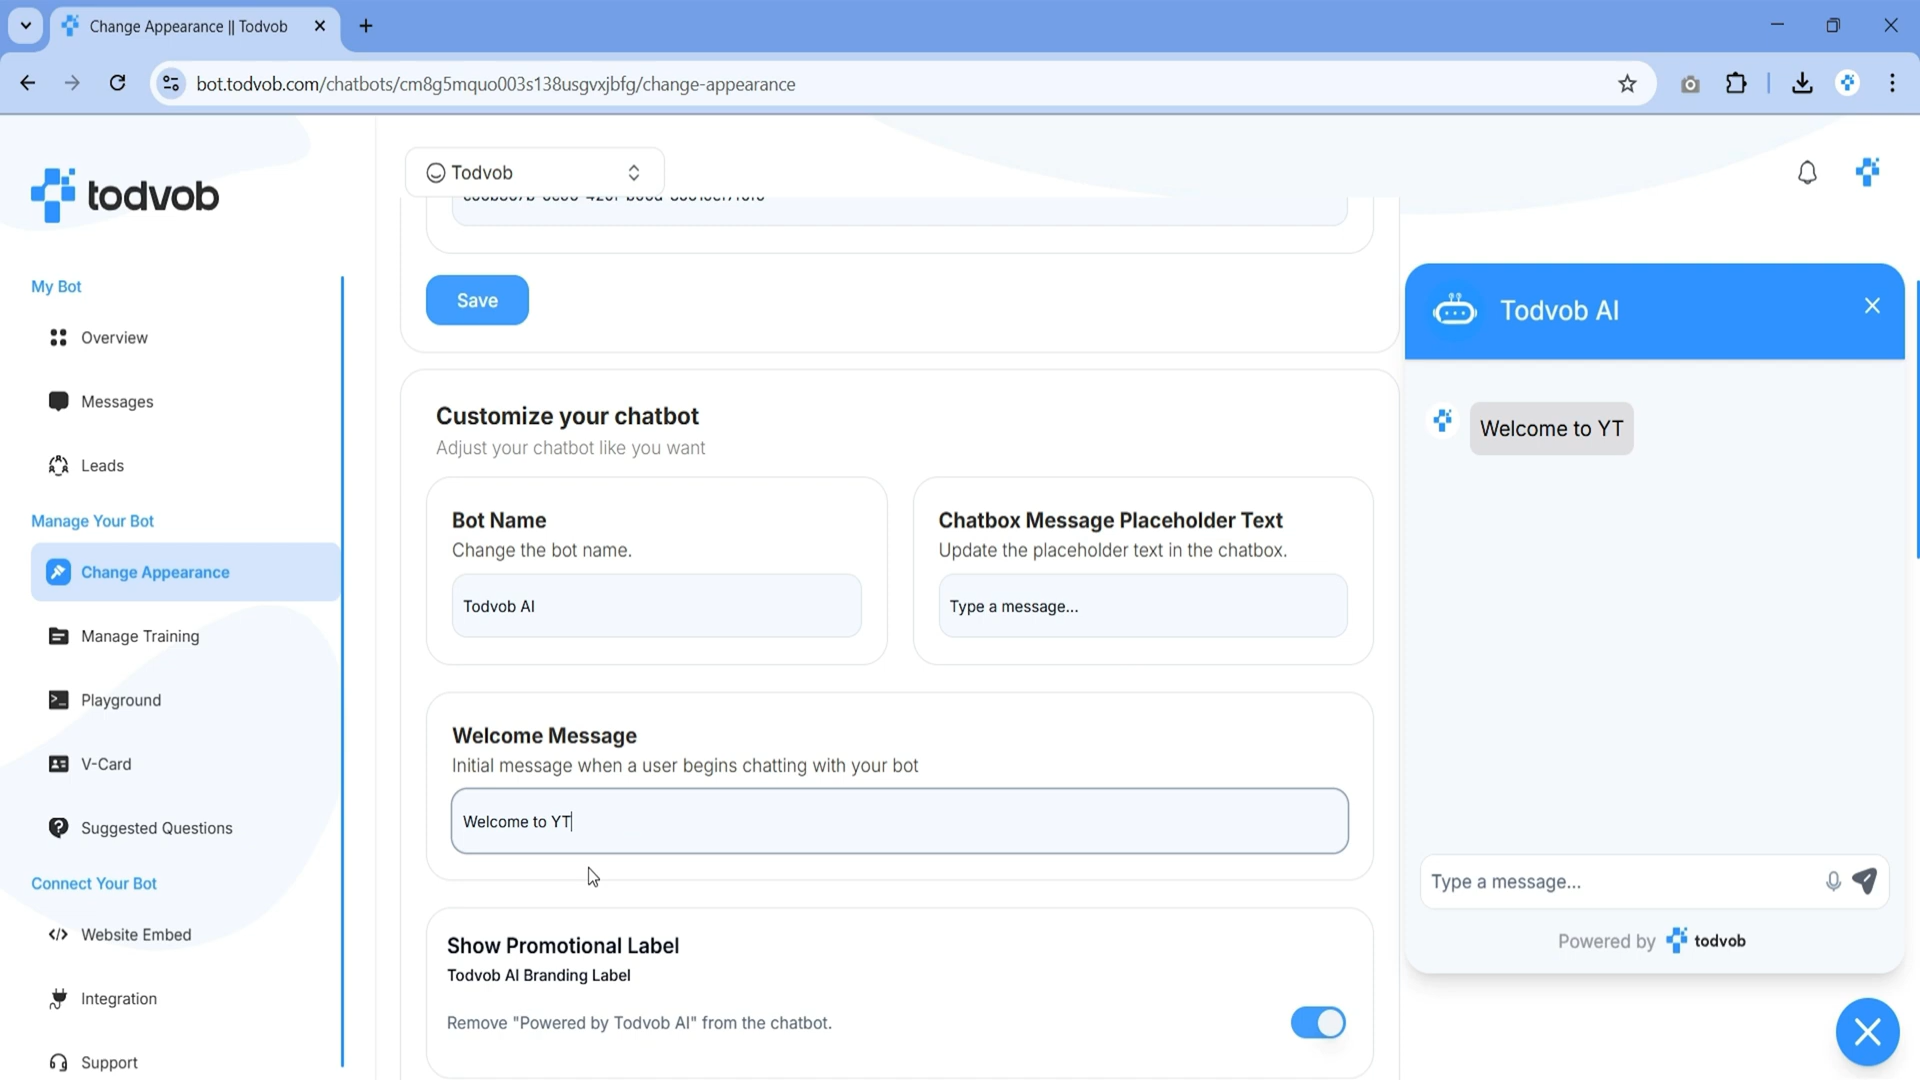 Change Appearance || Todvob
bot.todvob.com/chatbots/cm8g5mquo003s138usgvxjbfg/change-appearance
todvob
Todvob
My Bot
Overview
Messages
Leads
Manage Your Bot
Change Appearance
Manage Training
Playground
V-Card
Suggested Questions
Connect Your Bot
Website Embed
Integration
Support
Save
Customize your chatbot
Adjust your chatbot like you want
Bot Name
Change the bot name.
Todvob AI
Chatbox Message Placeholder Text
Update the placeholder text in the chatbox.
Type a message...
Welcome Message
Initial message when a user begins chatting with your bot
Welcome to YT
Show Promotional Label
Todvob AI Branding Label
Remove "Powered by Todvob AI" from the chatbot.
Todvob AI
Welcome to YT
Type a message...
Powered by todvob